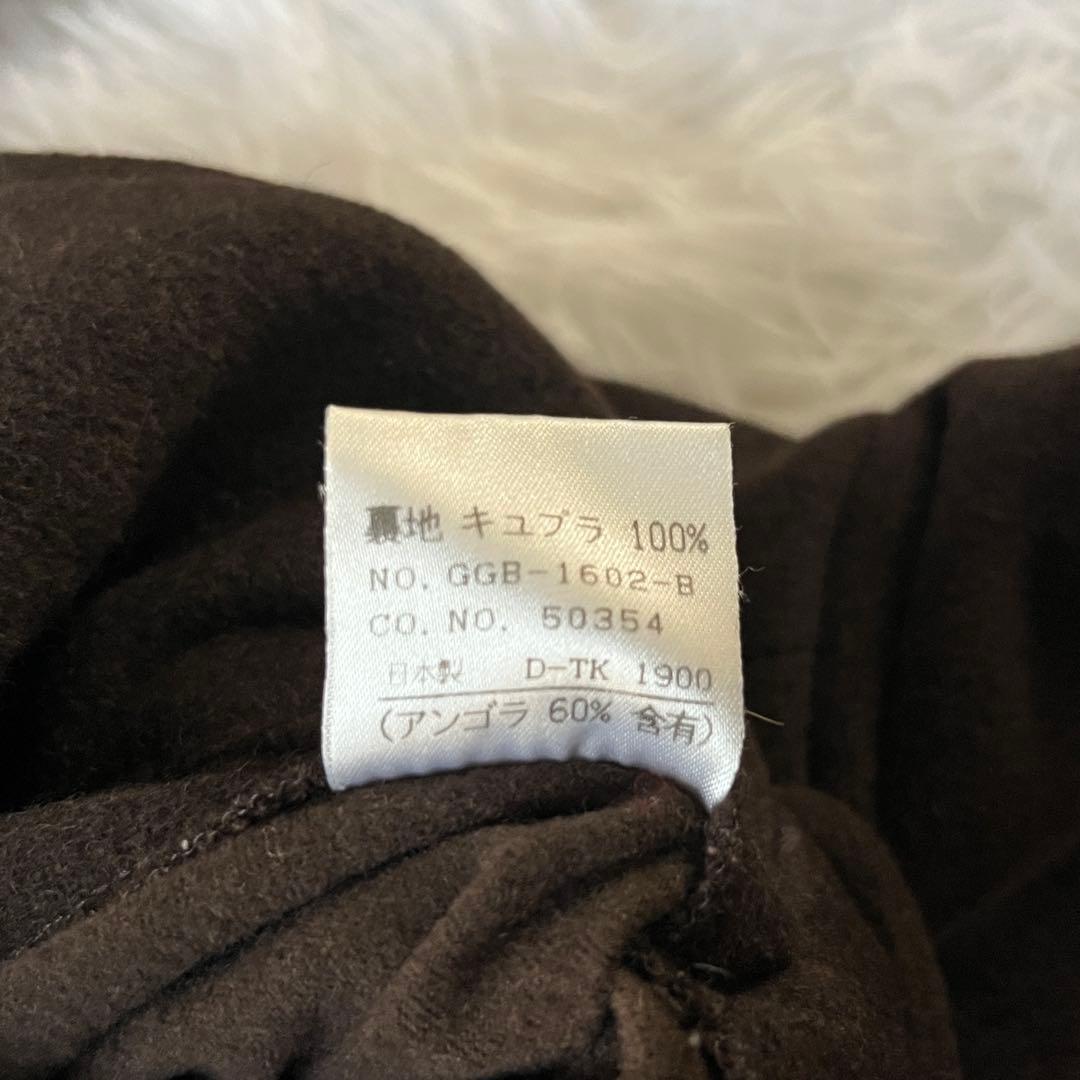 裏地 キュプラ 100%
NO. GGB-1602-B
CO. NO. 50354
日本製 D-TK 1900
(アンゴラ 60% 含有)